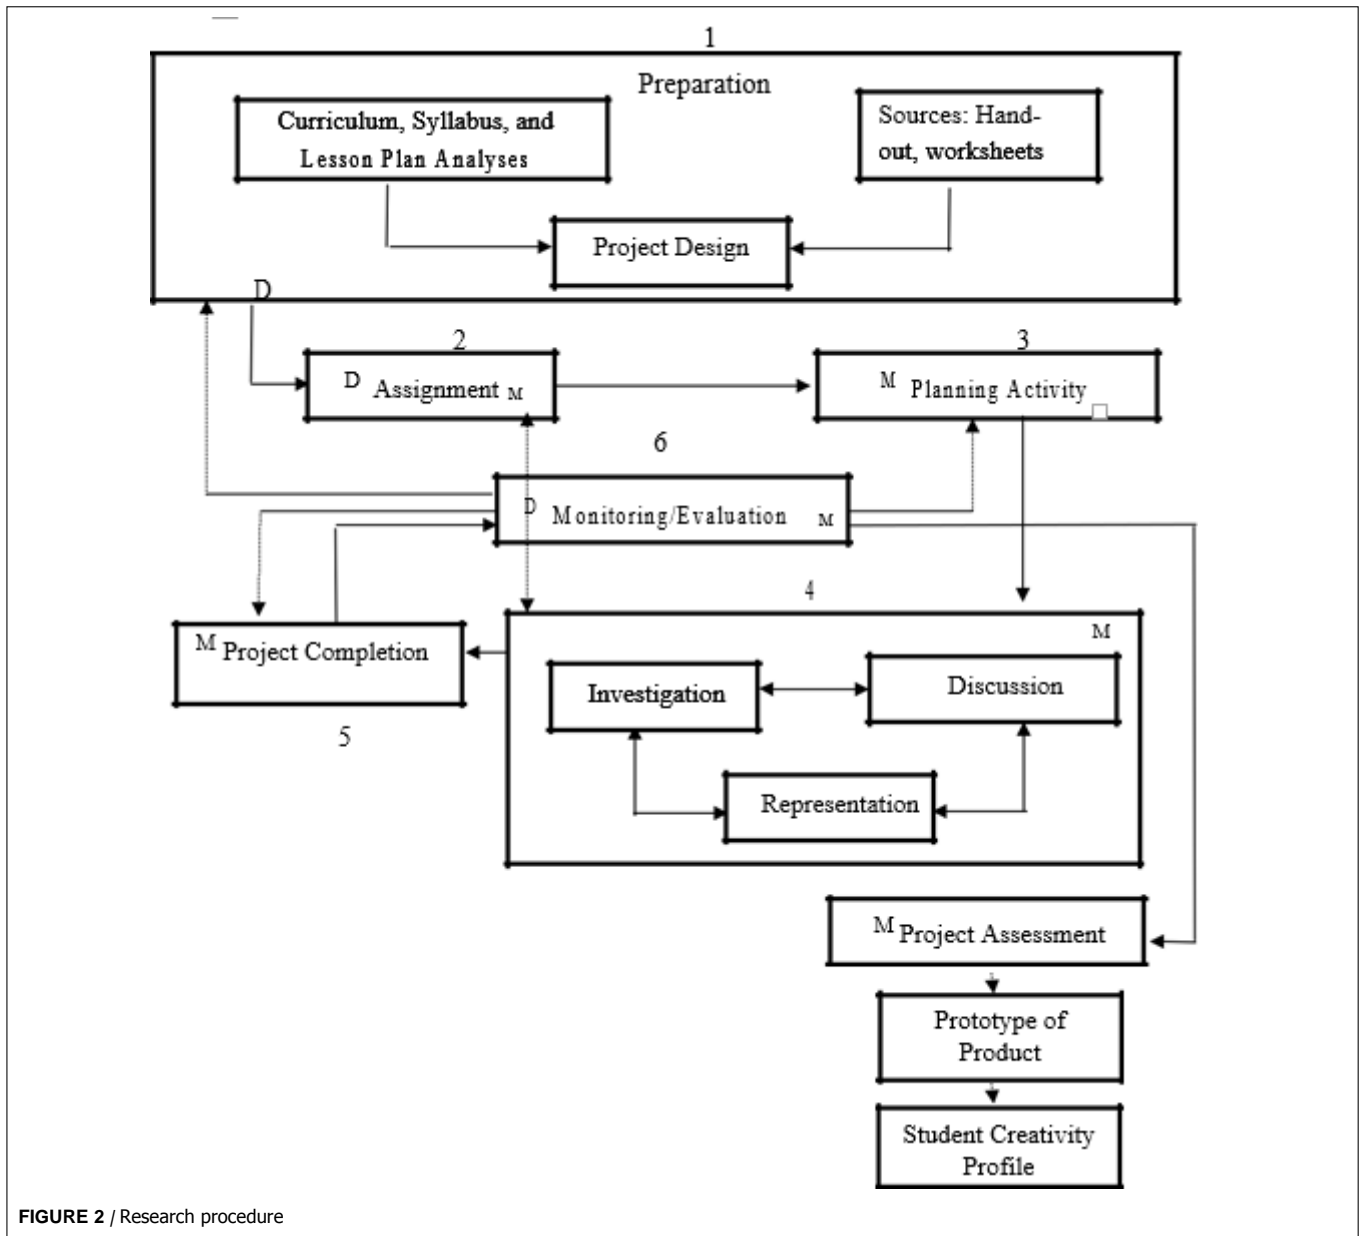 1
Preparation
Curriculum, Syllabus, and
Lesson Plan Analyses
Sources: Hand-
out, worksheets
Project Design
D
2
D Assignment M
3
M Planning Activity
6
D Monitoring/Evaluation M
4
M
M Project Completion
5
Investigation
Discussion
Representation
M Project Assessment
Prototype of
Product
Student Creativity
Profile
FIGURE 2 / Research procedure